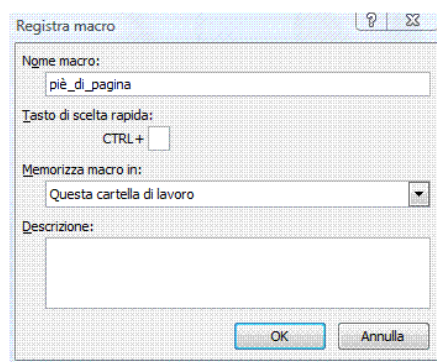 Registra macro
Nome macro:
piè_di_pagina
Tasto di scelta rapida:
CTRL+
Memorizza macro in:
Questa cartella di lavoro
Descrizione:
OK Annulla